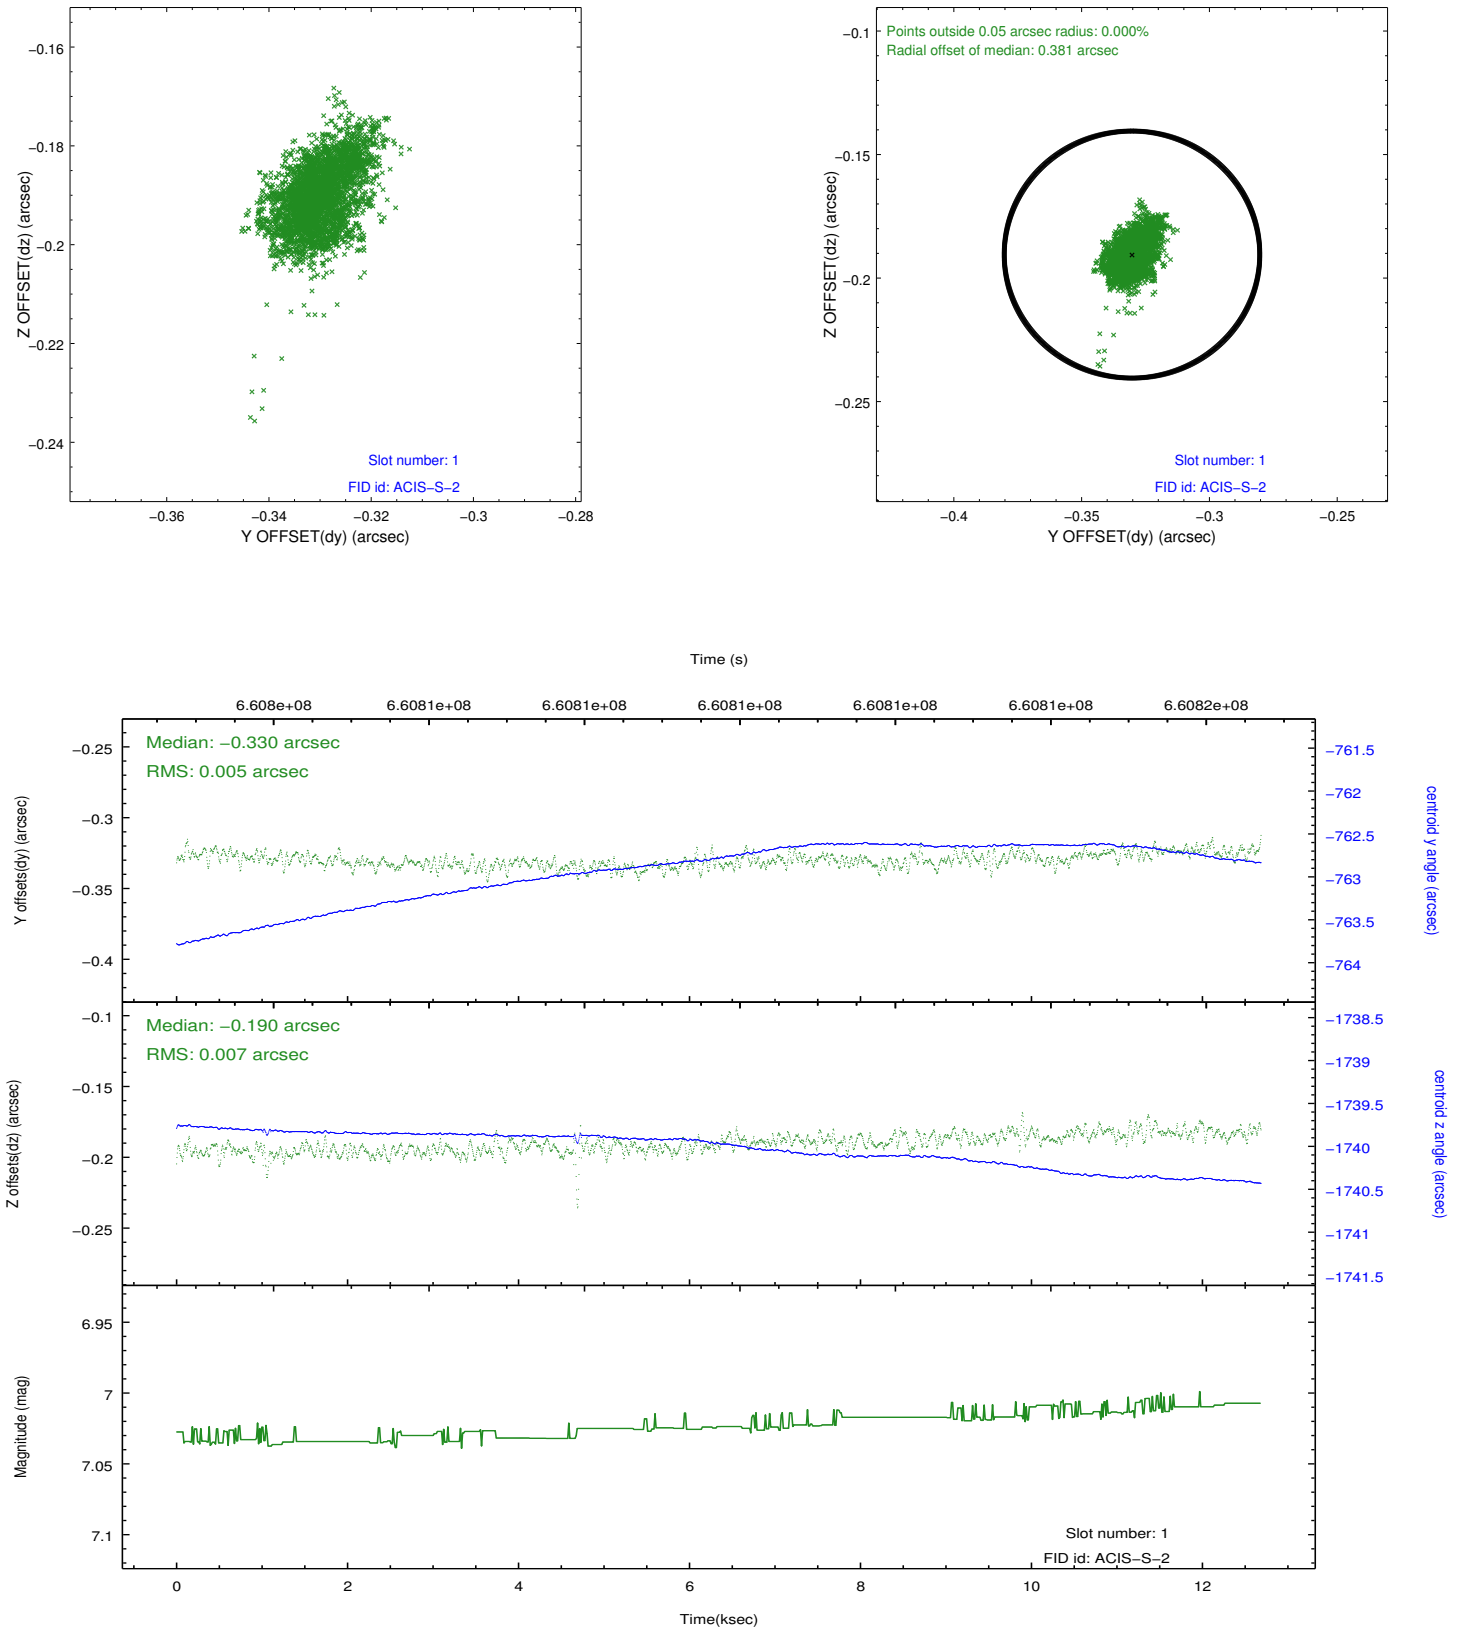 −0.16
−0.18
−0.2
−0.22
−0.24
Z OFFSET(dz) (arcsec)
Slot number: 1
FID id: ACIS−S−2
−0.36
−0.34
−0.32
−0.3
−0.28
Y OFFSET(dy) (arcsec)
Points outside 0.05 arcsec radius: 0.000%
Radial offset of median: 0.381 arcsec
−0.1
−0.15
−0.2
−0.25
Z OFFSET(dz) (arcsec)
Slot number: 1
FID id: ACIS−S−2
−0.4
−0.35
−0.3
−0.25
Y OFFSET(dy) (arcsec)
Time (s)
6.608e+08
6.6081e+08
6.6081e+08
6.6081e+08
6.6081e+08
6.6081e+08
6.6082e+08
Median: −0.330 arcsec
RMS: 0.005 arcsec
−0.25
−0.3
−0.35
−0.4
Y offsets(dy) (arcsec)
−761.5
−762
−762.5
−763
−763.5
−764
centroid y angle (arcsec)
Median: −0.190 arcsec
RMS: 0.007 arcsec
−0.1
−0.15
−0.2
−0.25
Z offsets(dz) (arcsec)
−1738.5
−1739
−1739.5
−1740
−1740.5
−1741
−1741.5
centroid z angle (arcsec)
6.95
7
7.05
7.1
Magnitude (mag)
Slot number: 1
FID id: ACIS−S−2
0
2
4
6
8
10
12
Time(ksec)